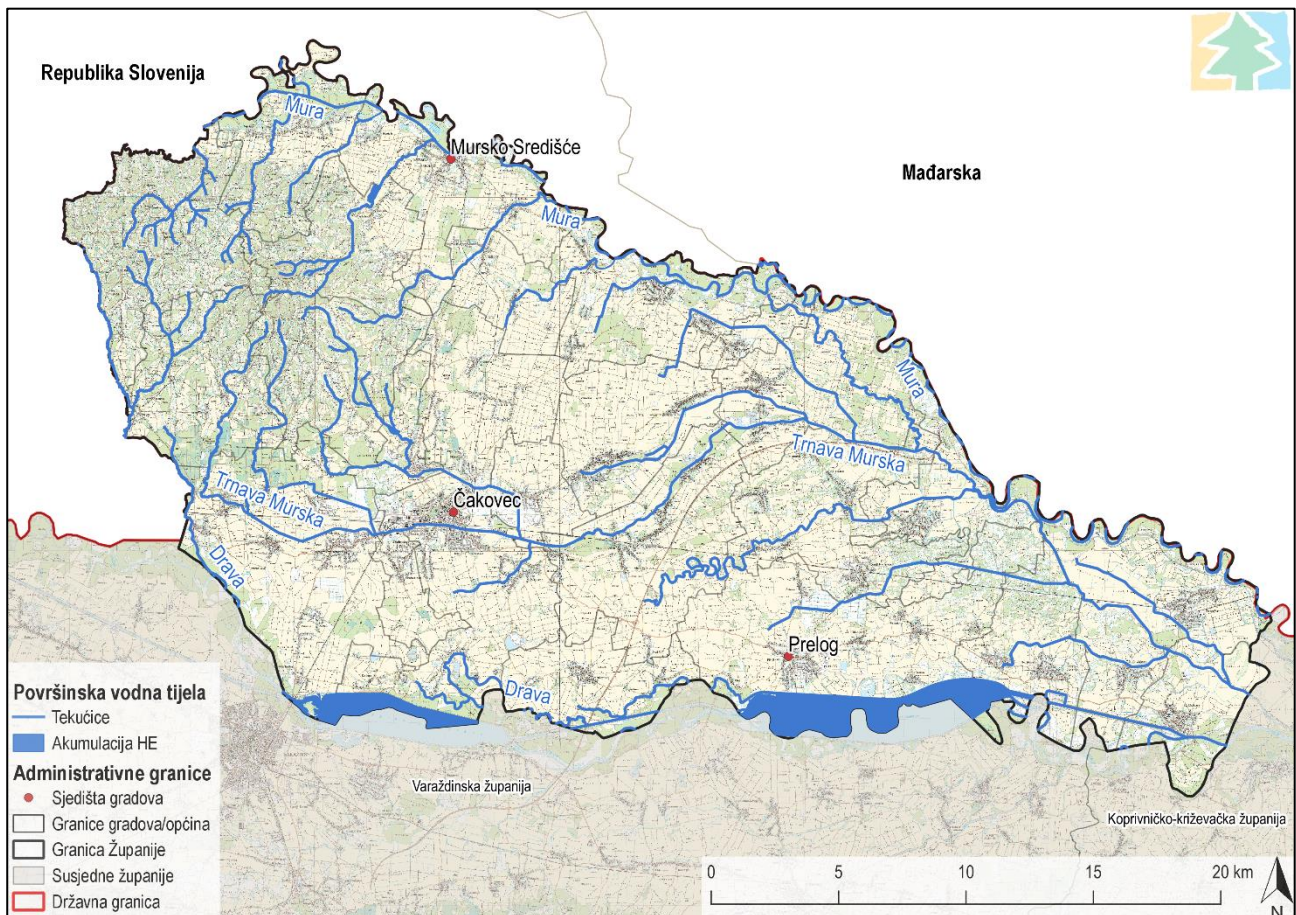 Republika Slovenija
Mađarska
Mura
Mursko Središće
Mura
Mura
Trnava Murska
Trnava Murska
Čakovec
Drava
Prelog
Drava
Varaždinska županija
Koprivničko-križevačka županija
Površinska vodna tijela
Tekućice
Akumulacija HE
Administrativne granice
Sjedišta gradova
Granice gradova/općina
Granica Županije
Susjedne županije
Državna granica
0 5 10 15 20 km
N